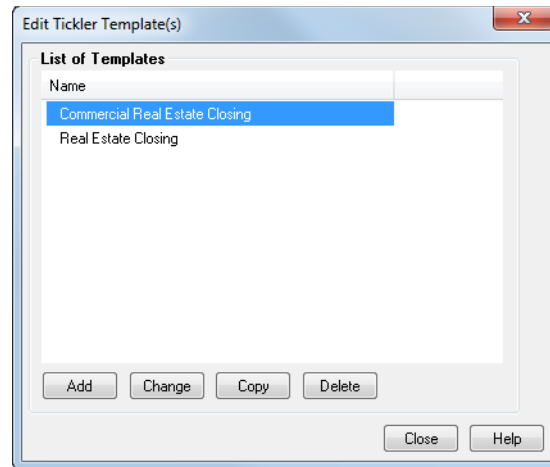 Edit Tickler Template(s)
List of Templates
Name
Commercial Real Estate Closing
Real Estate Closing
Add Change Copy Delete
Close Help